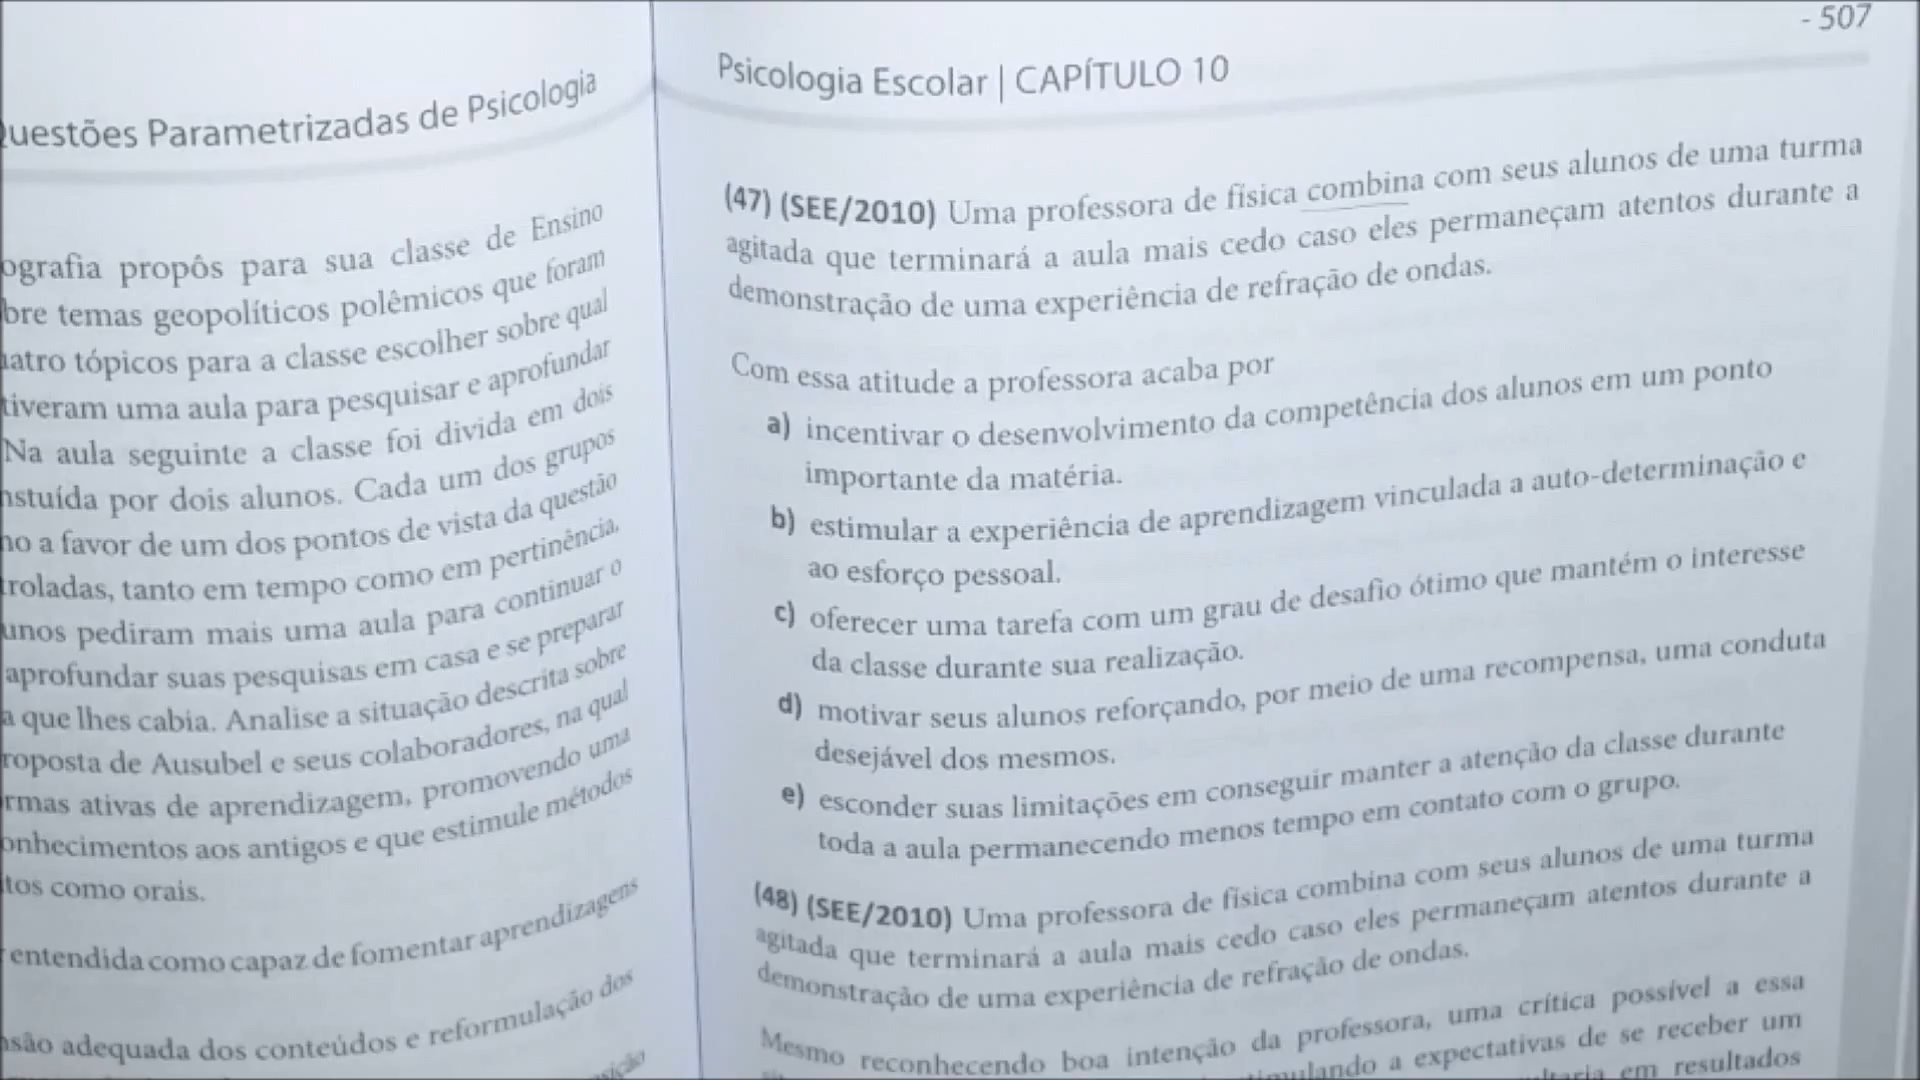 Questões Parametrizadas de Psicologia
ografia propôs para sua classe de Ensino
bre temas geopolíticos polêmicos que foram
uatro tópicos para a classe escolher sobre qual
tiveram uma aula para pesquisar e aprofundar
Na aula seguinte a classe foi divida em dois
nstuída por dois alunos. Cada um dos grupos
no a favor de um dos pontos de vista da questão
troladas, tanto em tempo como em pertinência.
unos pediram mais uma aula para continuar o
aprofundar suas pesquisas em casa e se preparar
a que lhes cabia. Analise a situação descrita sobre
roposta de Ausubel e seus colaboradores, na qual
rmas ativas de aprendizagem, promovendo uma
onhecimentos aos antigos e que estimule métodos
tos como orais.
entendida como capaz de fomentar aprendizagens
são adequada dos conteúdos e reformulação dos
- 507
Psicologia Escolar | CAPÍTULO 10
(47) (SEE/2010) Uma professora de física combina com seus alunos de uma turma
agitada que terminará a aula mais cedo caso eles permaneçam atentos durante a
demonstração de uma experiência de refração de ondas.
Com essa atitude a professora acaba por
a) incentivar o desenvolvimento da competência dos alunos em um ponto
importante da matéria.
b) estimular a experiência de aprendizagem vinculada a auto-determinação e
ao esforço pessoal.
c) oferecer uma tarefa com um grau de desafio ótimo que mantém o interesse
da classe durante sua realização.
d) motivar seus alunos reforçando, por meio de uma recompensa, uma conduta
desejável dos mesmos.
e) esconder suas limitações em conseguir manter a atenção da classe durante
toda a aula permanecendo menos tempo em contato com o grupo.
(48) (SEE/2010) Uma professora de física combina com seus alunos de uma turma
agitada que terminará a aula mais cedo caso eles permaneçam atentos durante a
demonstração de uma experiência de refração de ondas.
Mesmo reconhecendo boa intenção da professora, uma crítica possível a essa
mulando a expectativas de se receber um
em resultados